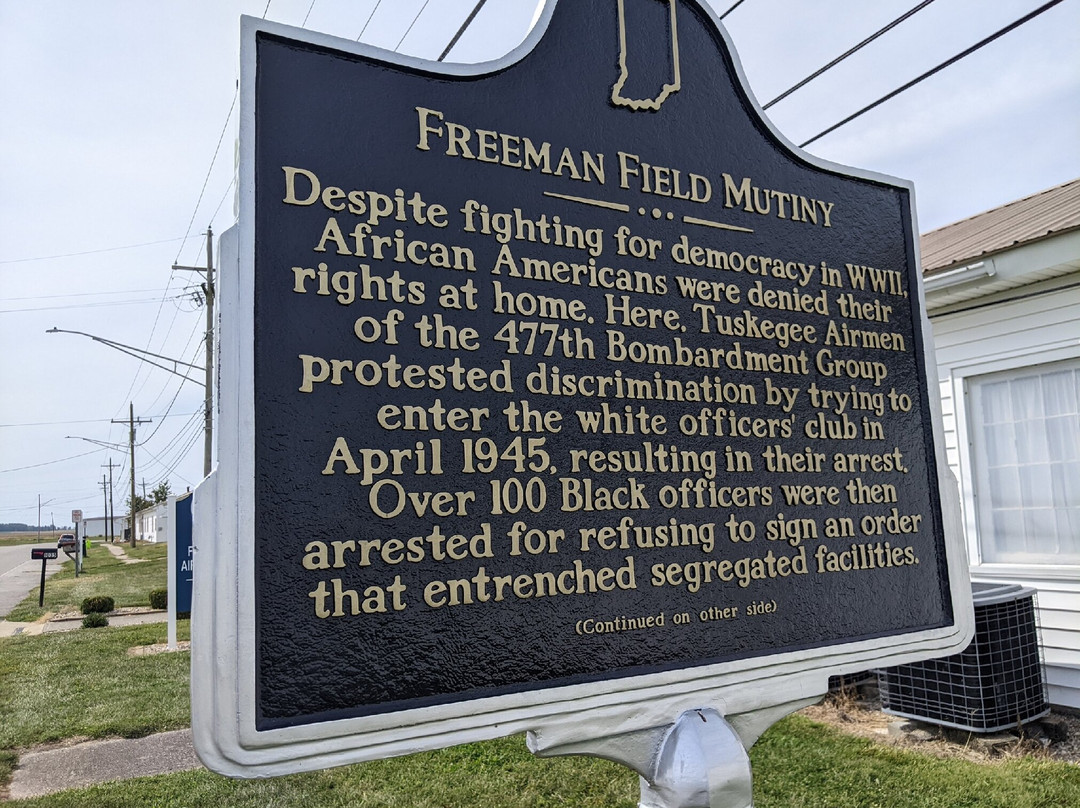 FREEMAN FIELD MUTINY
Despite fighting for democracy in WWII,
African Americans were denied their
rights at home. Here, Tuskegee Airmen
of the 477th Bombardment Group
protested discrimination by trying to
enter the white officers' club in
April 1945, resulting in their arrest.
Over 100 Black officers were then
arrested for refusing to sign an order
that entrenched segregated facilities.
(Continued on other side)